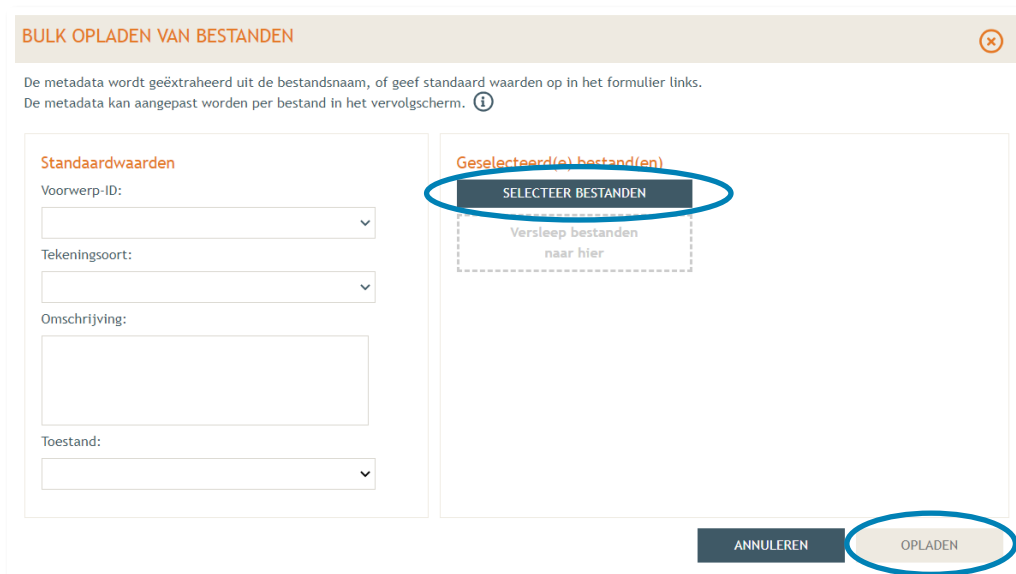 BULK OPLADEN VAN BESTANDEN
De metadata wordt geëxtraheerd uit de bestandsnaam, of geef standaard waarden op in het formulier links.
De metadata kan aangepast worden per bestand in het vervolgscherm.
Standaardwaarden
Voorwerp-ID:
Tekeningsoort:
Omschrijving:
Toestand:
Geselecteerd(e) bestand(en)
SELECTEER BESTANDEN
Versleep bestanden
naar hier
ANNULEREN
OPLADEN